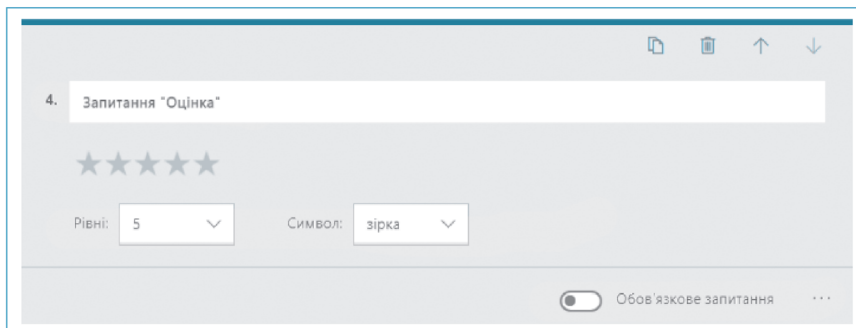 4. Запитання "Оцінка"
Рівні: 5 Символ: зірка
Обов'язкове запитання ...